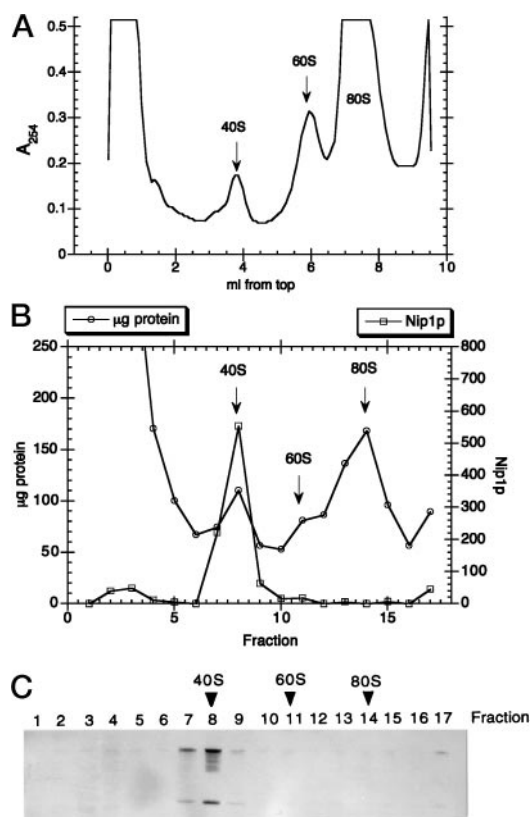 A
0.5
0.4
0.3
0.2
0.1
0
A254
40S
60S
80S
0 2 4 6 8 10
ml from top
B
µg protein
Nip1p
250
200
150
100
50
0
µg protein
800
700
600
500
400
300
200
100
0
Nip1p
40S
60S
80S
0 5 10 15
Fraction
C
40S 60S 80S
1 2 3 4 5 6 7 8 9 10 11 12 13 14 15 16 17 Fraction